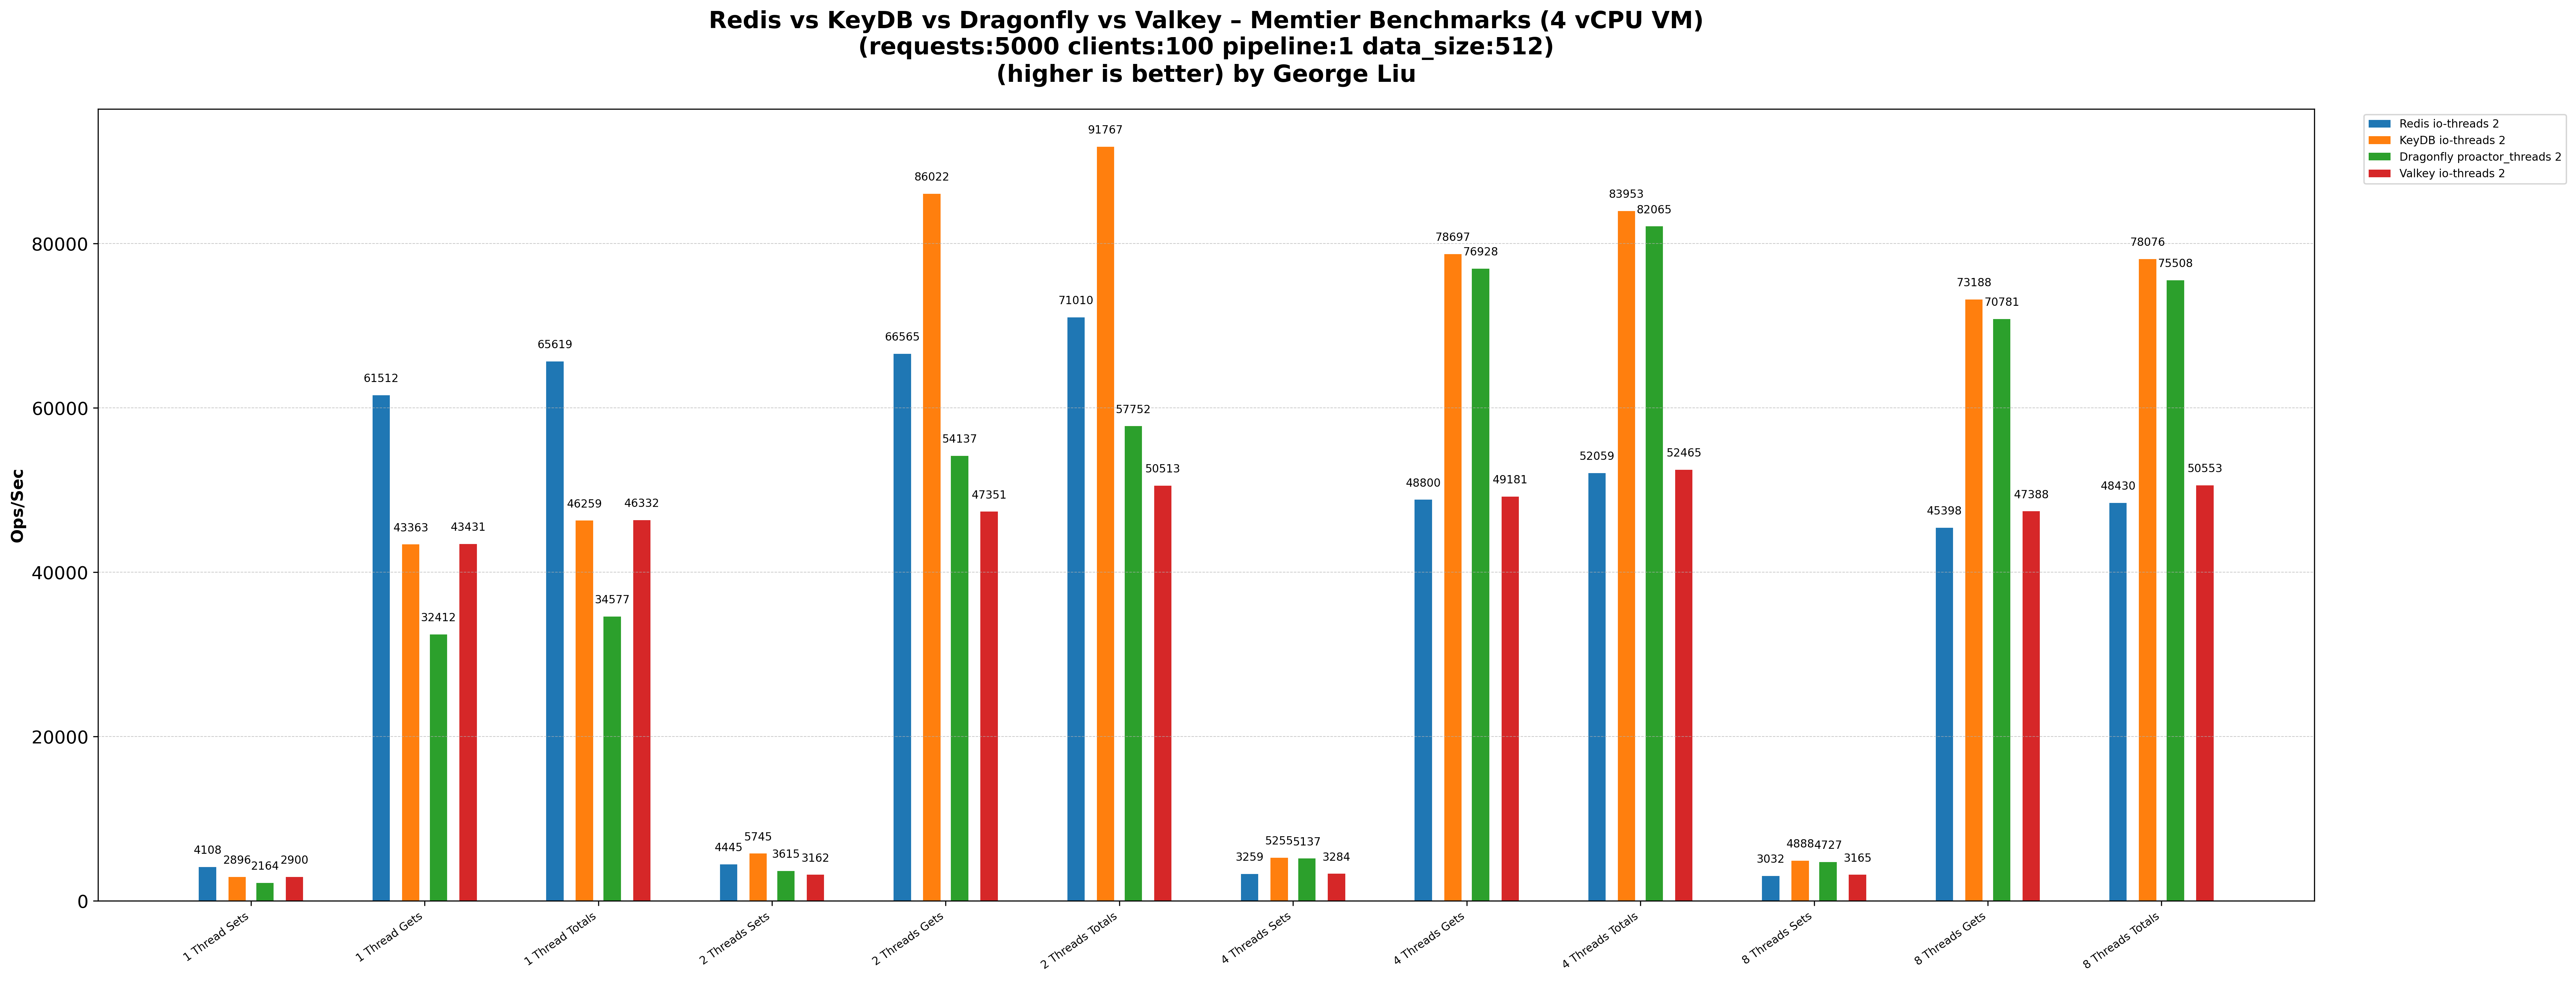 Redis vs KeyDB vs Dragonfly vs Valkey – Memtier Benchmarks (4 vCPU VM)
(requests:5000 clients:100 pipeline:1 data_size:512)
(higher is better) by George Liu
Redis io-threads 2
KeyDB io-threads 2
Dragonfly proactor_threads 2
Valkey io-threads 2
Ops/Sec
80000
60000
40000
20000
0
4108
2896
2164
2900
61512
43363
32412
43431
65619
46259
34577
46332
4445
5745
3615
3162
66565
86022
54137
47351
71010
91767
57752
50513
3259
5255
5137
3284
48800
78697
76928
49181
52059
83953
82065
52465
3032
4888
4727
3165
45398
73188
70781
47388
48430
78076
75508
50553
1 Thread Sets
1 Thread Gets
1 Thread Totals
2 Threads Sets
2 Threads Gets
2 Threads Totals
4 Threads Sets
4 Threads Gets
4 Threads Totals
8 Threads Sets
8 Threads Gets
8 Threads Totals